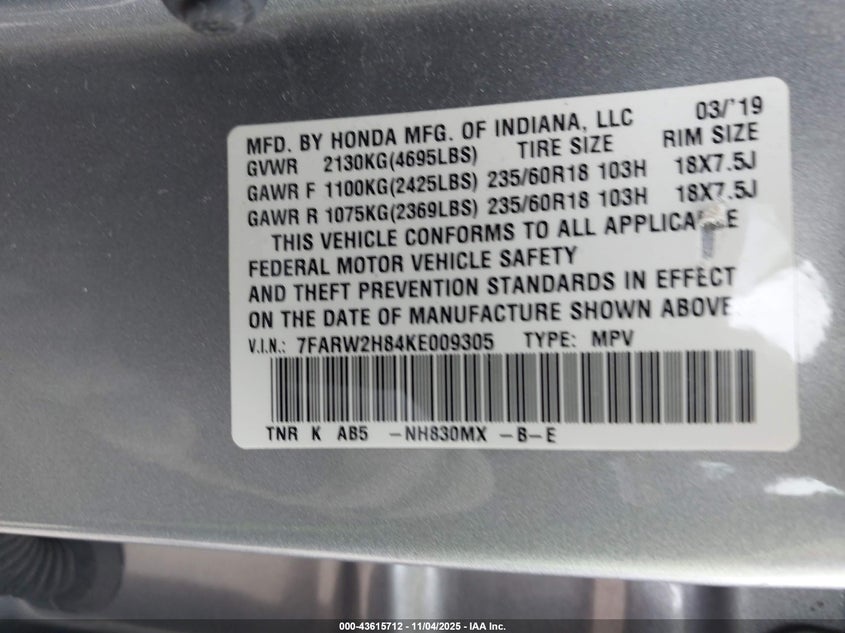 MFD. BY HONDA MFG. OF INDIANA, LLC 03/'19
GVWR 2130KG(4695LBS) TIRE SIZE RIM SIZE
GAWR F 1100KG(2425LBS) 235/60R18 103H 18X7.5J
GAWR R 1075KG(2369LBS) 235/60R18 103H 18X7.5J
THIS VEHICLE CONFORMS TO ALL APPLICABLE
FEDERAL MOTOR VEHICLE SAFETY
AND THEFT PREVENTION STANDARDS IN EFFECT
ON THE DATE OF MANUFACTURE SHOWN ABOVE.
V.I.N.: 7FARW2H84KE009305 TYPE: MPV
TNR K AB5 -NH830MX -B-E
000-43615712 - 11/04/2025 - IAA Inc.